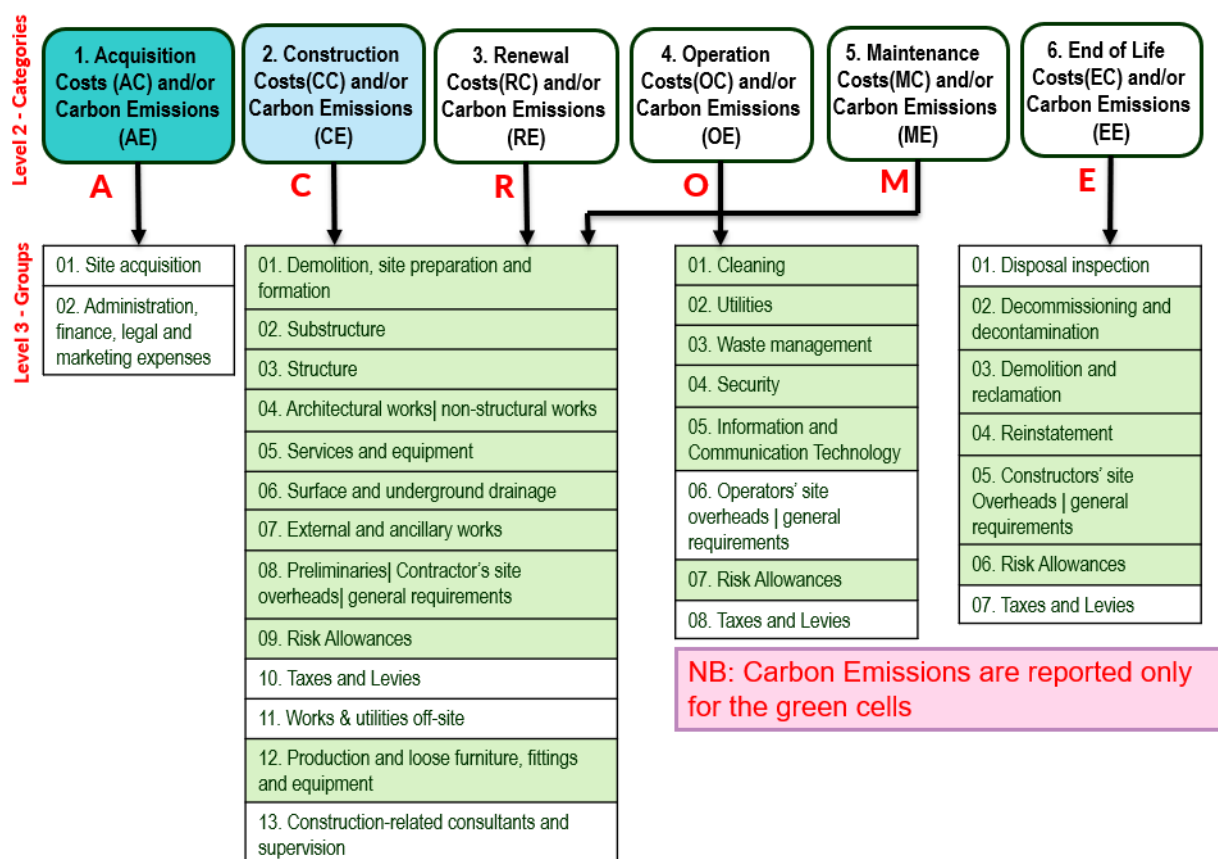 Level 2 - Categories
1. Acquisition
Costs (AC) and/or
Carbon Emissions
(AE)
2. Construction
Costs(CC) and/or
Carbon Emissions
(CE)
3. Renewal
Costs(RC) and/or
Carbon Emissions
(RE)
4. Operation
Costs(OC) and/or
Carbon Emissions
(OE)
5. Maintenance
Costs(MC) and/or
Carbon Emissions
(ME)
6. End of Life
Costs(EC) and/or
Carbon Emissions
(EE)
A
C
R
O
M
E
Level 3 - Groups
01. Site acquisition
02. Administration,
finance, legal and
marketing expenses
01. Demolition, site preparation and
formation
02. Substructure
03. Structure
04. Architectural works| non-structural works
05. Services and equipment
06. Surface and underground drainage
07. External and ancillary works
08. Preliminaries| Contractor's site
overheads| general requirements
09. Risk Allowances
10. Taxes and Levies
11. Works & utilities off-site
12. Production and loose furniture, fittings
and equipment
13. Construction-related consultants and
supervision
01. Cleaning
02. Utilities
03. Waste management
04. Security
05. Information and
Communication Technology
06. Operators' site
overheads | general
requirements
07. Risk Allowances
08. Taxes and Levies
01. Disposal inspection
02. Decommissioning and
decontamination
03. Demolition and
reclamation
04. Reinstatement
05. Constructors' site
Overheads | general
requirements
06. Risk Allowances
07. Taxes and Levies
NB: Carbon Emissions are reported only
for the green cells